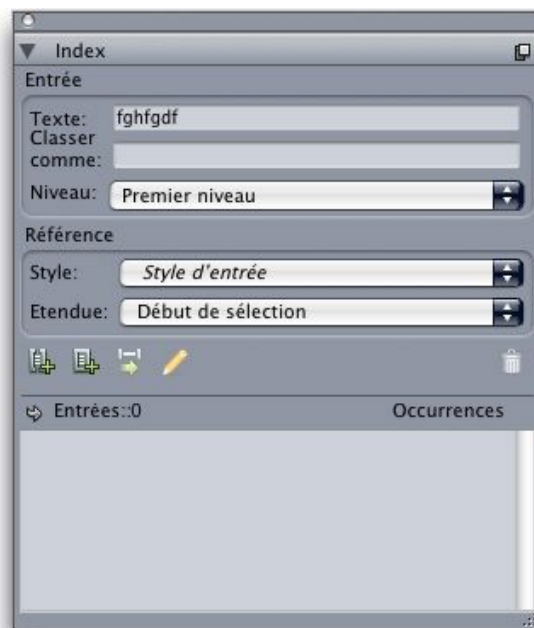 Index
Entrée
Texte: fghfgdf
Classer
comme:
Niveau: Premier niveau
Référence
Style: Style d'entrée
Etendue: Début de sélection
Entrées::0 Occurrences